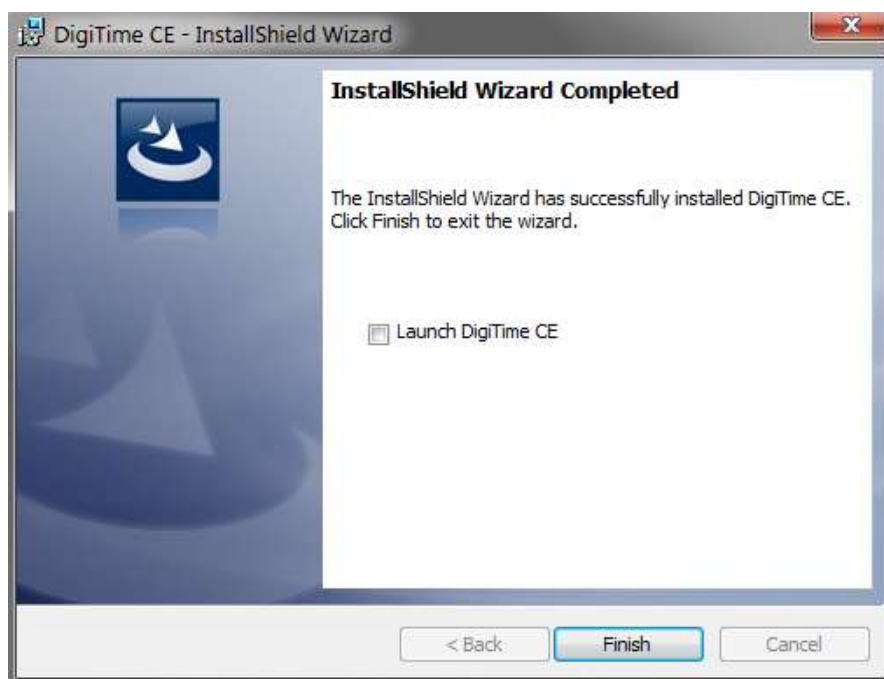 DigiTime CE - InstallShield Wizard
InstallShield Wizard Completed
The InstallShield Wizard has successfully installed DigiTime CE.
Click Finish to exit the wizard.
Launch DigiTime CE
< Back
Finish
Cancel